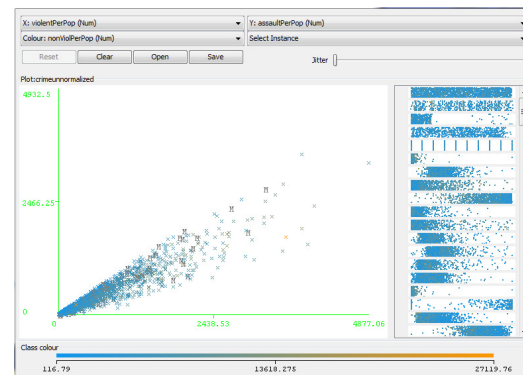 X: violentPerPop (Num)
Y: assaultPerPop (Num)
Colour: nonViolPerPop (Num)
Select Instance
Reset
Clear
Open
Save
Jitter
Plot:crimeunnormalized
4932.5
2466.25
0
0
2438.53
4877.06
Class colour
116.79
13618.275
27119.76